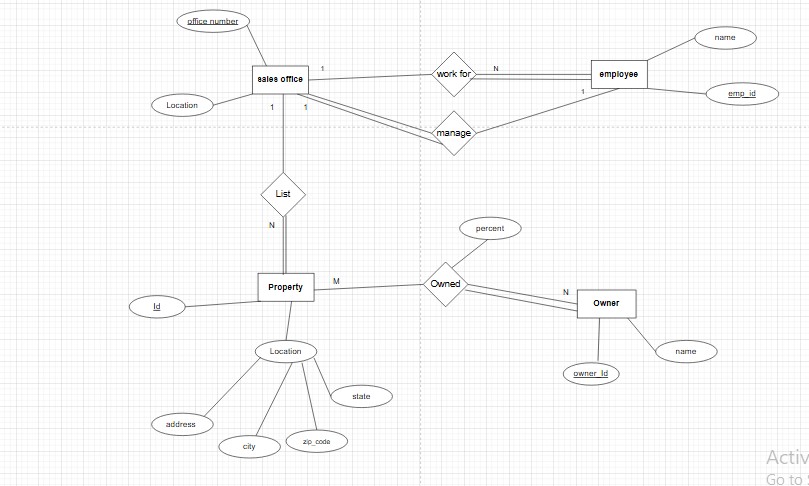 office number
name
1
N
sales office
work for
employee
1
emp_id
Location
1
1
manage
List
N
percent
Id
Property
M
Owned
N
Owner
Location
name
owner_Id
state
address
city
zip_code
Activ
Go to